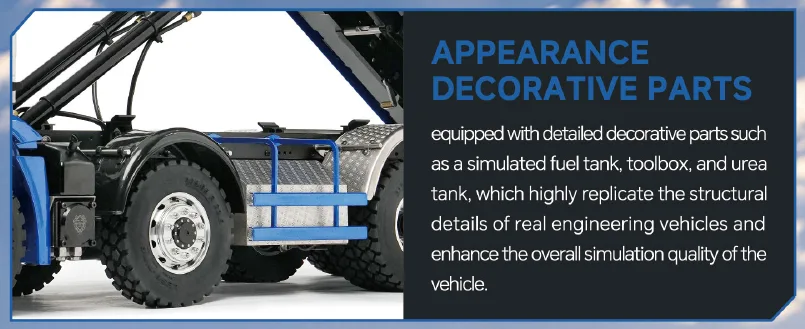 APPEARANCE
DECORATIVE PARTS
equipped with detailed decorative parts such
as a simulated fuel tank, toolbox, and urea
tank, which highly replicate the structural
details of real engineering vehicles and
enhance the overall simulation quality of the
vehicle.